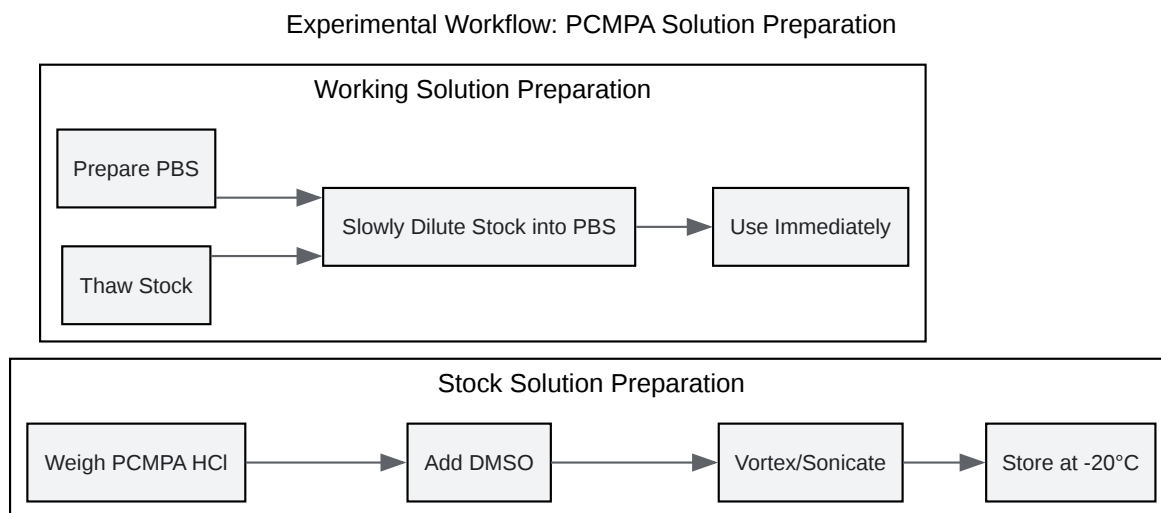 Experimental Workflow: PCMPA Solution Preparation
Working Solution Preparation
Prepare PBS
Thaw Stock
Slowly Dilute Stock into PBS
Use Immediately
Stock Solution Preparation
Weigh PCMPA HCl
Add DMSO
Vortex/Sonicate
Store at -20°C